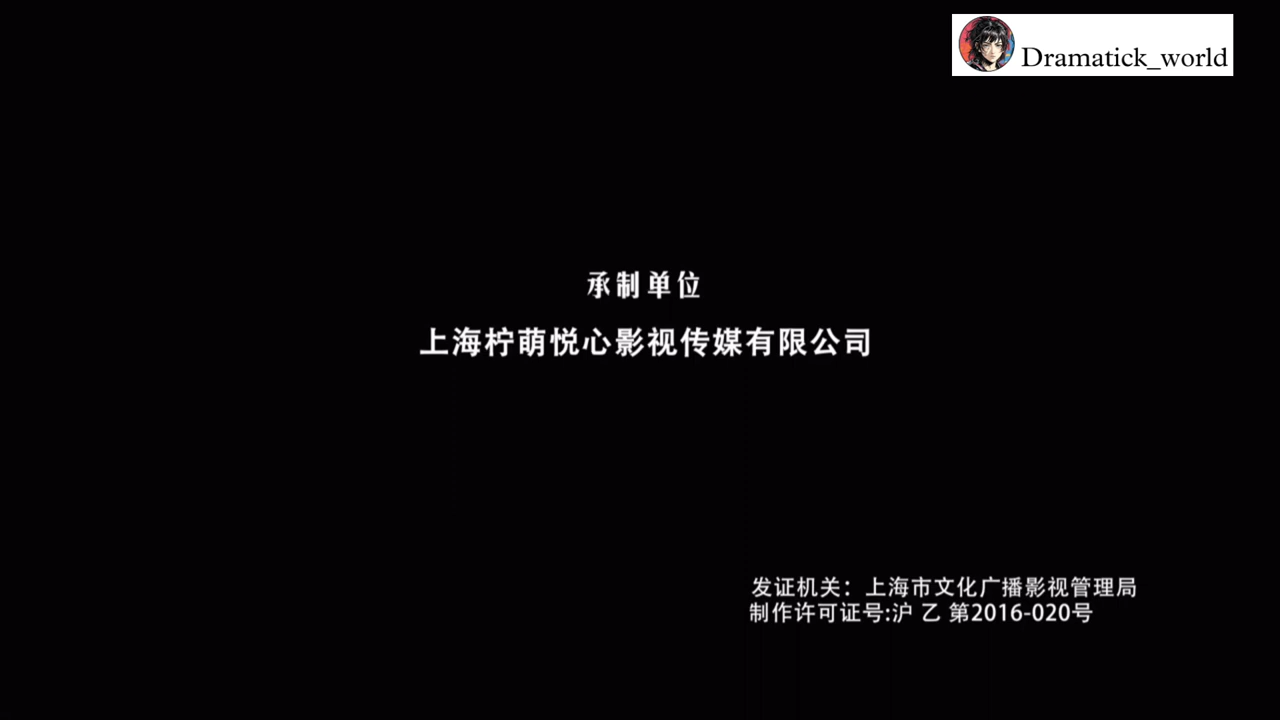 Dramatick_world
承制单位
上海柠萌悦心影视传媒有限公司
发证机关：上海市文化广播影视管理局
制作许可证号:沪 乙 第2016-020号